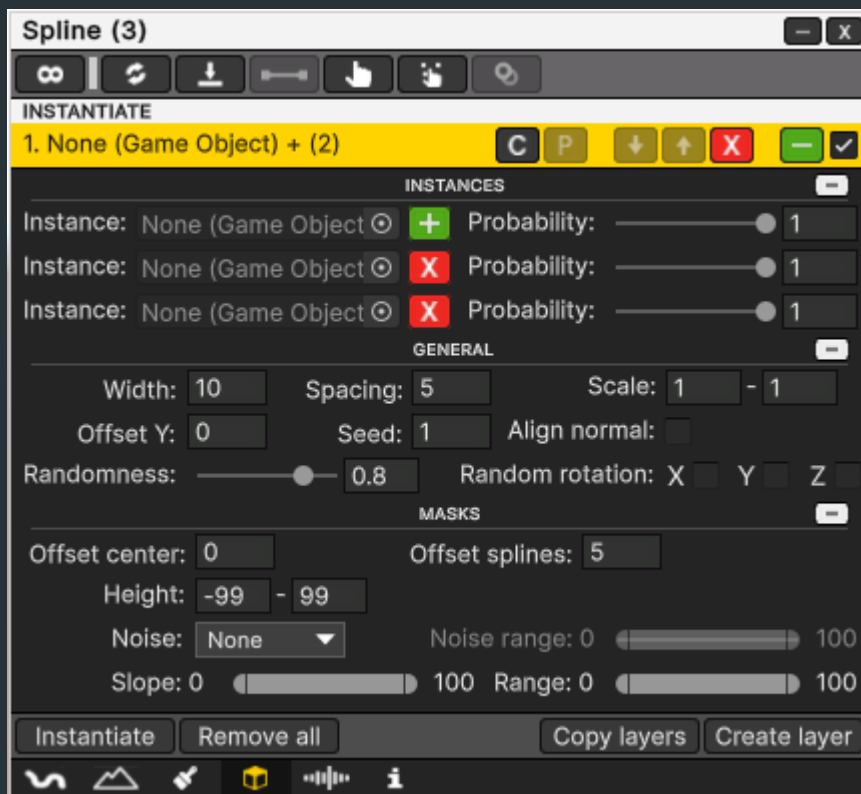 Spline (3)
INSTANTIATE
1. None (Game Object) + (2) C P X
INSTANCES
Instance: None (Game Object Probability: 1
Instance: None (Game Object X Probability: 1
Instance: None (Game Object X Probability: 1
GENERAL
Width: 10 Spacing: 5 Scale: 1 - 1
Offset Y: 0 Seed: 1 Align normal:
Randomness: 0.8 Random rotation: X Y Z
MASKS
Offset center: 0 Offset splines: 5
Height: -99 - 99
Noise: None Noise range: 0 100
Slope: 0 100 Range: 0 100
Instantiate Remove all Copy layers Create layer